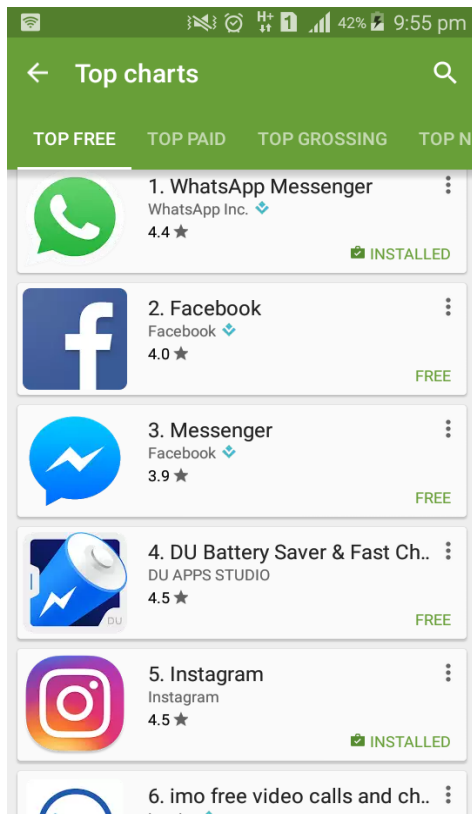 H+ 1 42% 9:55 pm
Top charts
TOP FREE TOP PAID TOP GROSSING TOP N
1. WhatsApp Messenger
WhatsApp Inc.
4.4
INSTALLED
2. Facebook
Facebook
4.0
FREE
3. Messenger
Facebook
3.9
FREE
4. DU Battery Saver & Fast Ch..
DU APPS STUDIO
4.5
DU
FREE
5. Instagram
Instagram
4.5
INSTALLED
6. imo free video calls and ch..